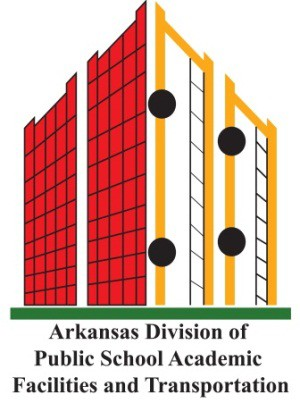 Arkansas Division of
Public School Academic
Facilities and Transportation